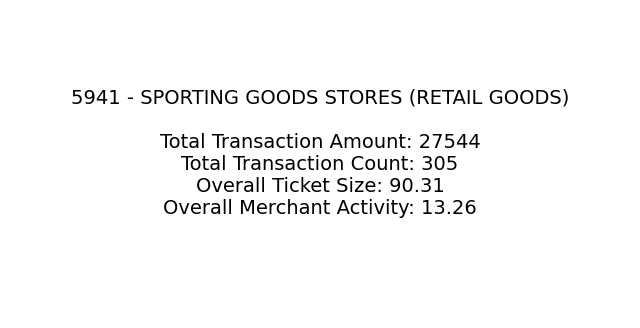 5941 - SPORTING GOODS STORES (RETAIL GOODS)
Total Transaction Amount: 27544
Total Transaction Count: 305
Overall Ticket Size: 90.31
Overall Merchant Activity: 13.26